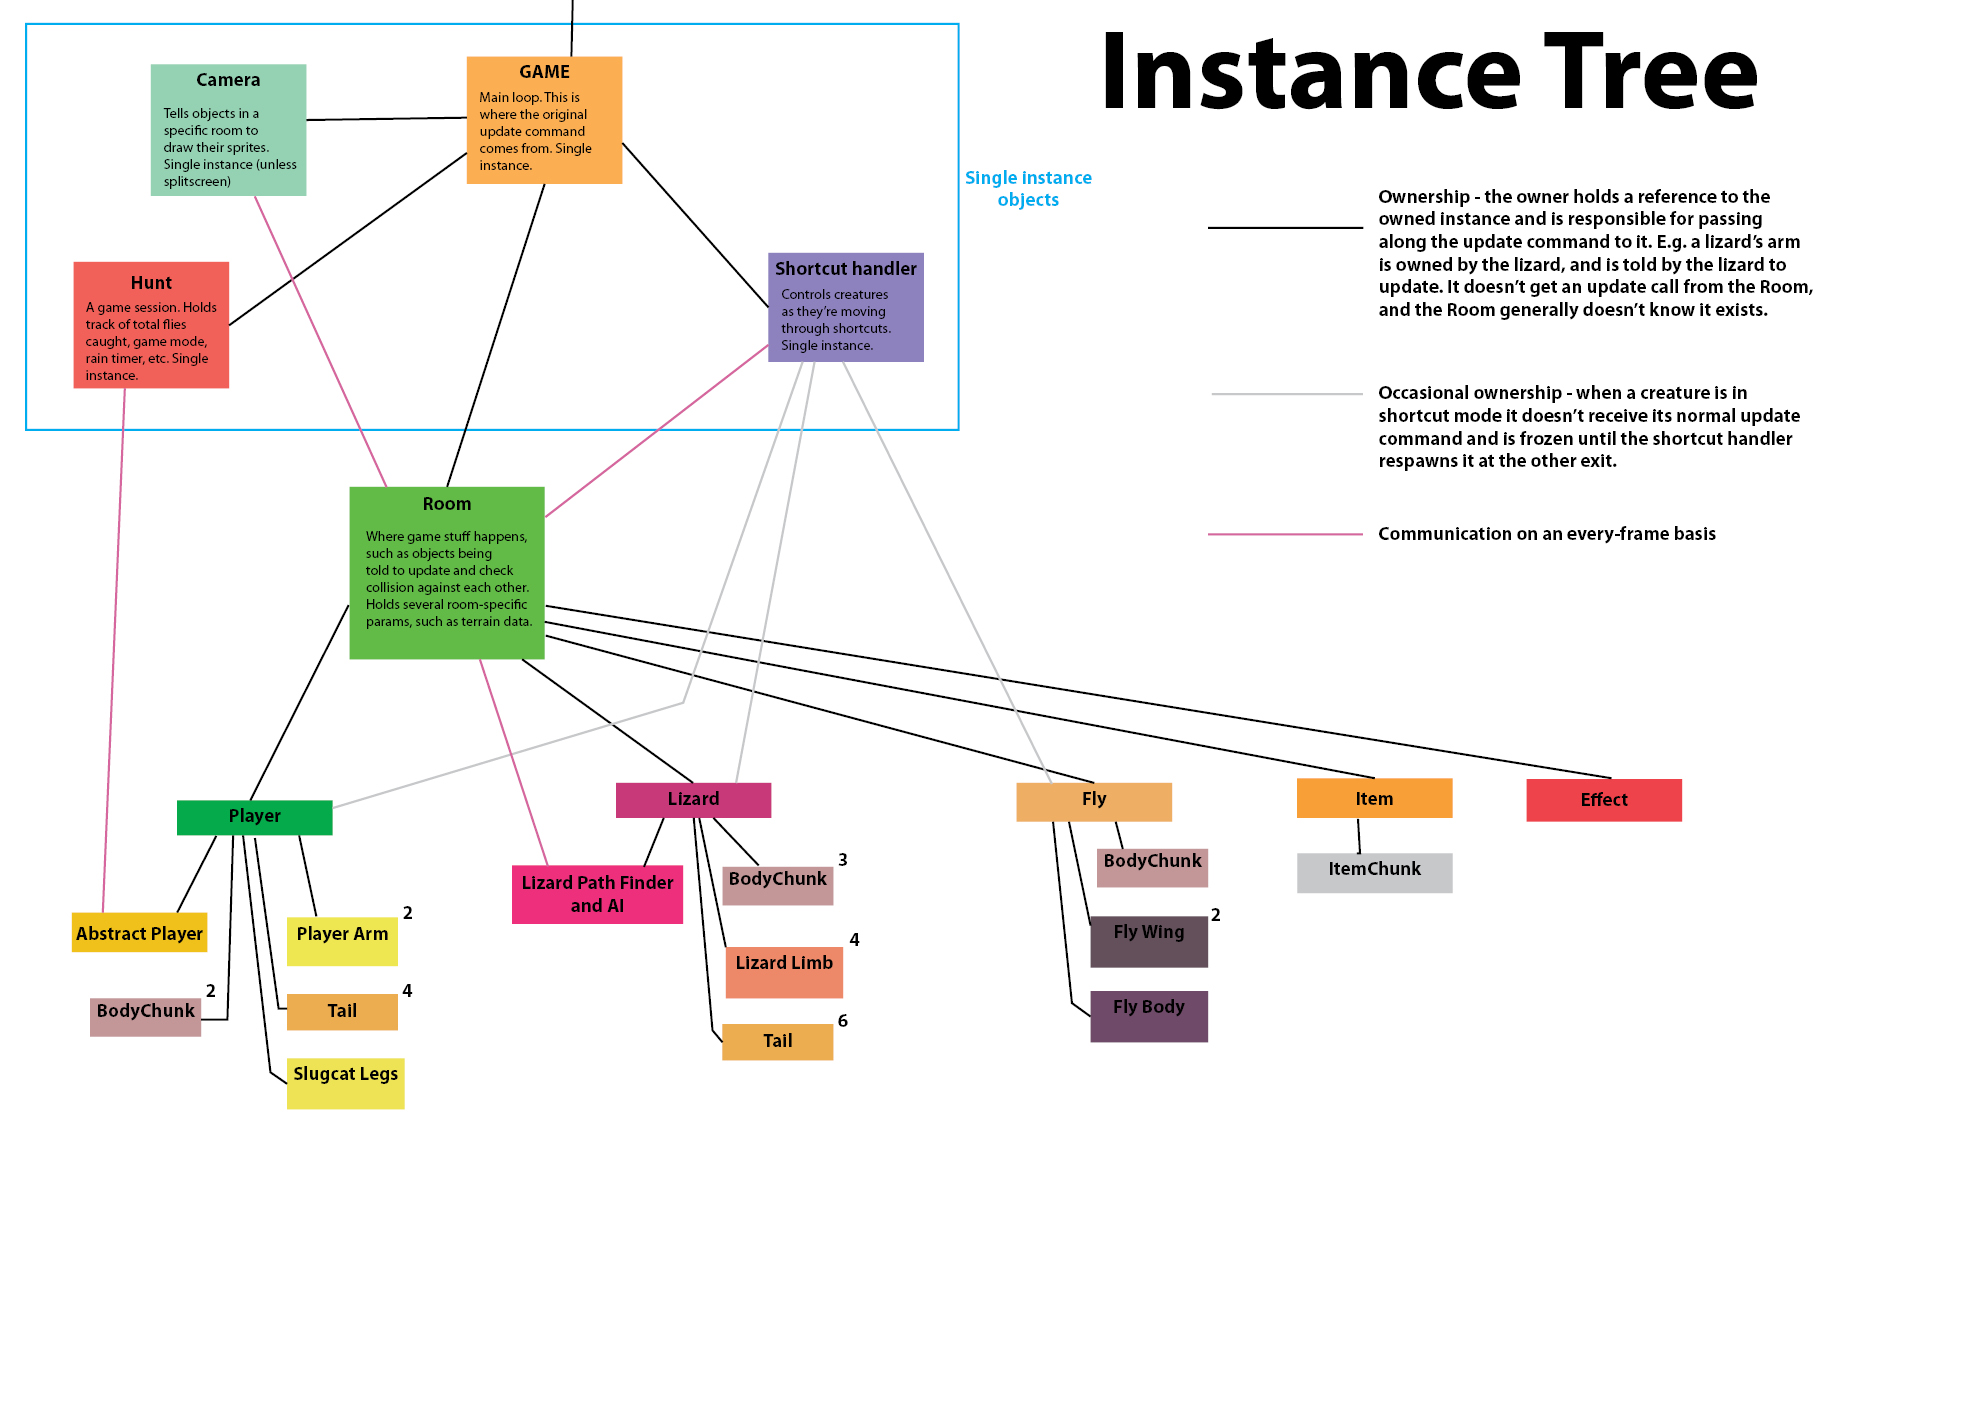 Instance Tree
Camera
Tells objects in a
specific room to
draw their sprites.
Single instance (unless
splitscreen)
GAME
Main loop. This is
where the original
update command
comes from. Single
instance.
Single instance
objects
Hunt
A game session. Holds
track of total flies
caught, game mode,
rain timer, etc. Single
instance.
Shortcut handler
Controls creatures
as they’re moving
through shortcuts.
Single instance.
Ownership - the owner holds a reference to the
owned instance and is responsible for passing
along the update command to it. E.g. a lizard’s arm
is owned by the lizard, and is told by the lizard to
update. It doesn’t get an update call from the Room,
and the Room generally doesn’t know it exists.
Occasional ownership - when a creature is in
shortcut mode it doesn’t receive its normal update
command and is frozen until the shortcut handler
respawns it at the other exit.
Communication on an every-frame basis
Room
Where game stuff happens,
such as objects being
told to update and check
collision against each other.
Holds several room-specific
params, such as terrain data.
Player
Lizard
Fly
Item
Effect
Abstract Player
2
Player Arm
2
BodyChunk
4
Tail
Slugcat Legs
Lizard Path Finder
and AI
3
BodyChunk
4
Lizard Limb
6
Tail
BodyChunk
2
Fly Wing
Fly Body
ItemChunk